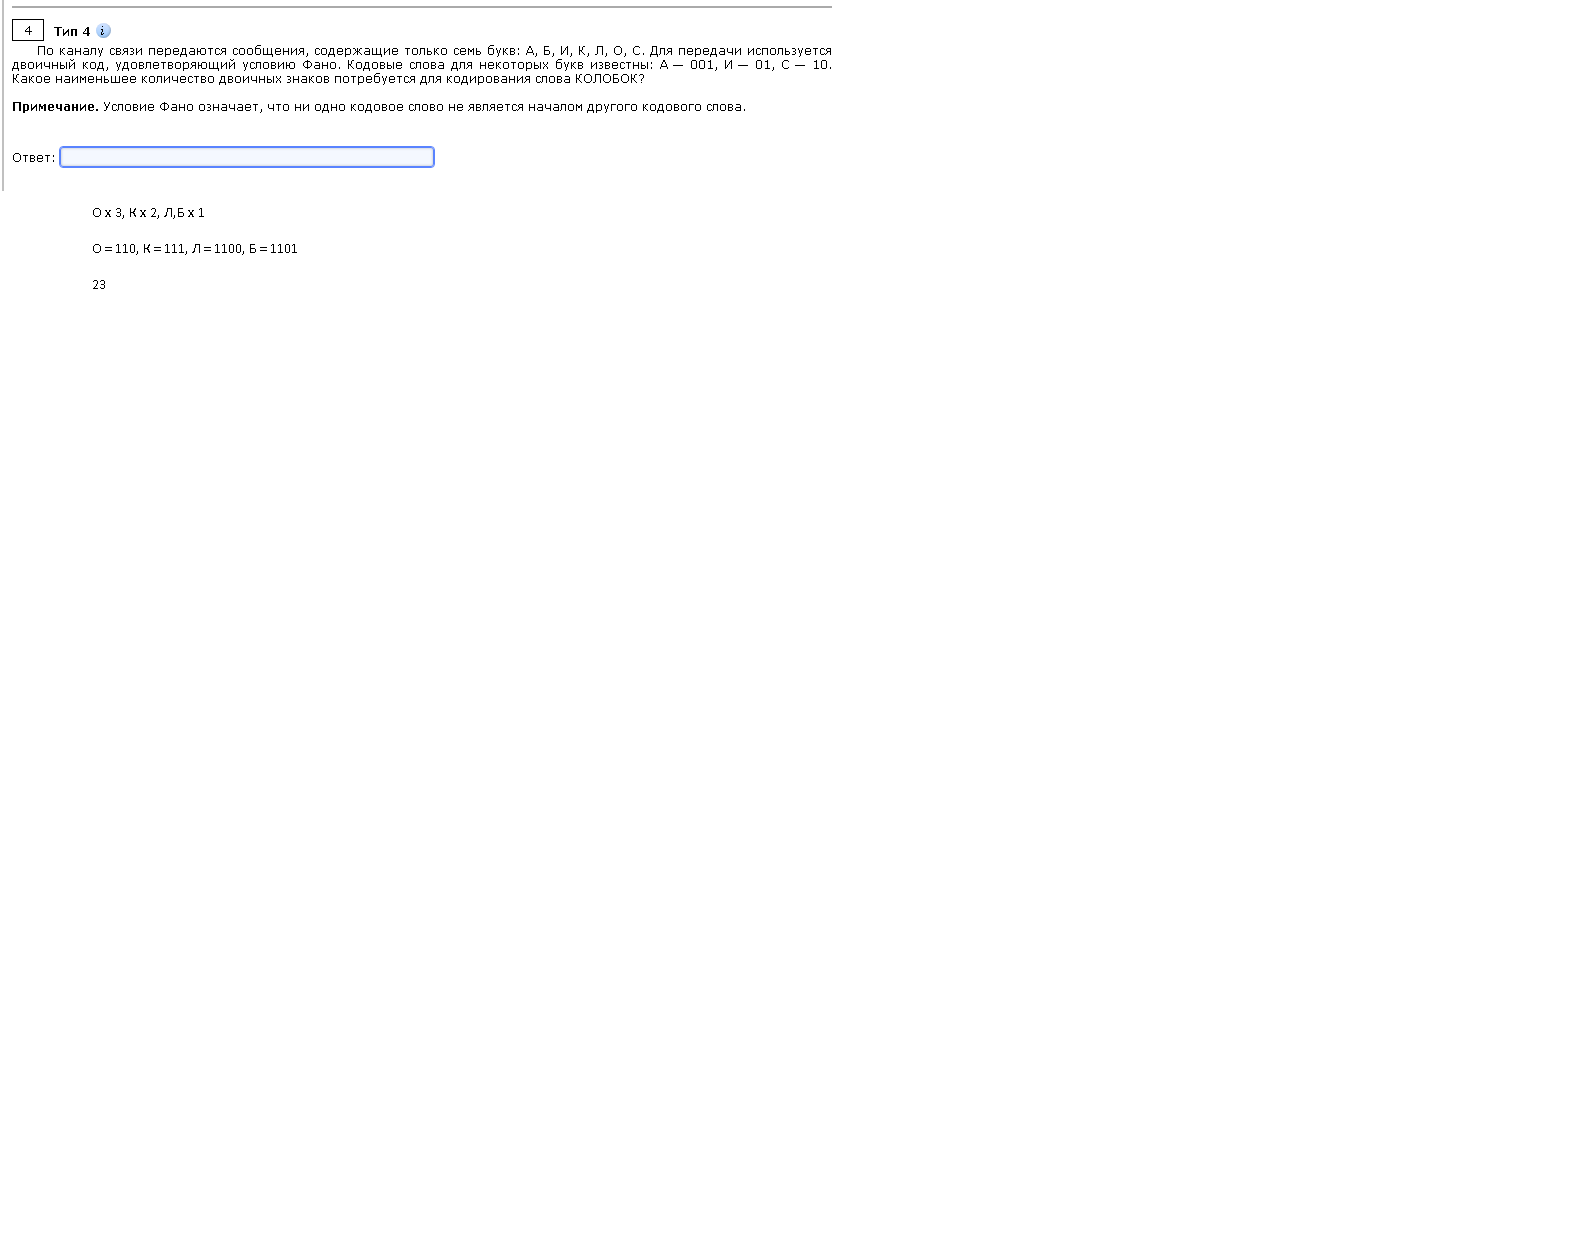 4 Тип 4 i
По каналу связи передаются сообщения, содержащие только семь букв: А, Б, И, К, Л, О, С. Для передачи используется
двоичный код, удовлетворяющий условию Фано. Кодовые слова для некоторых букв известны: А — 001, И — 01, С — 10.
Какое наименьшее количество двоичных знаков потребуется для кодирования слова КОЛОБОК?
Примечание. Условие Фано означает, что ни одно кодовое слово не является началом другого кодового слова.
Ответ:
О x 3, К x 2, Л,Б x 1
О = 110, К = 111, Л = 1100, Б = 1101
23